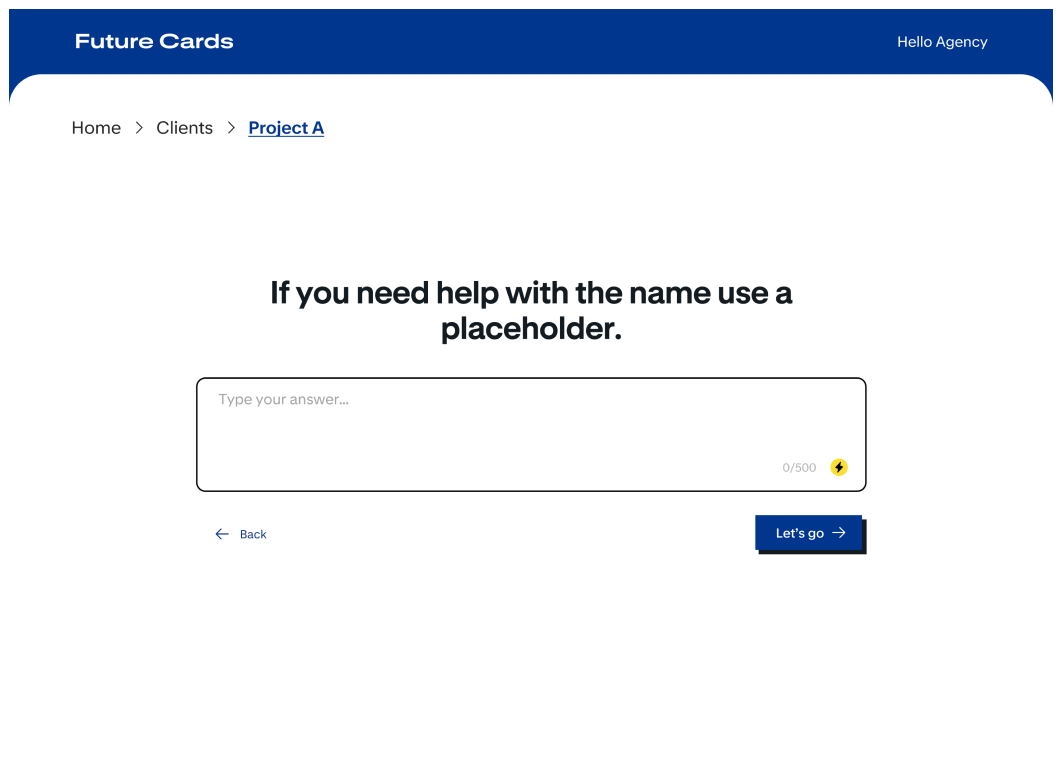 Future Cards
Hello Agency
Home > Clients > Project A
If you need help with the name use a
placeholder.
Type your answer...
0/500
← Back
Let's go →